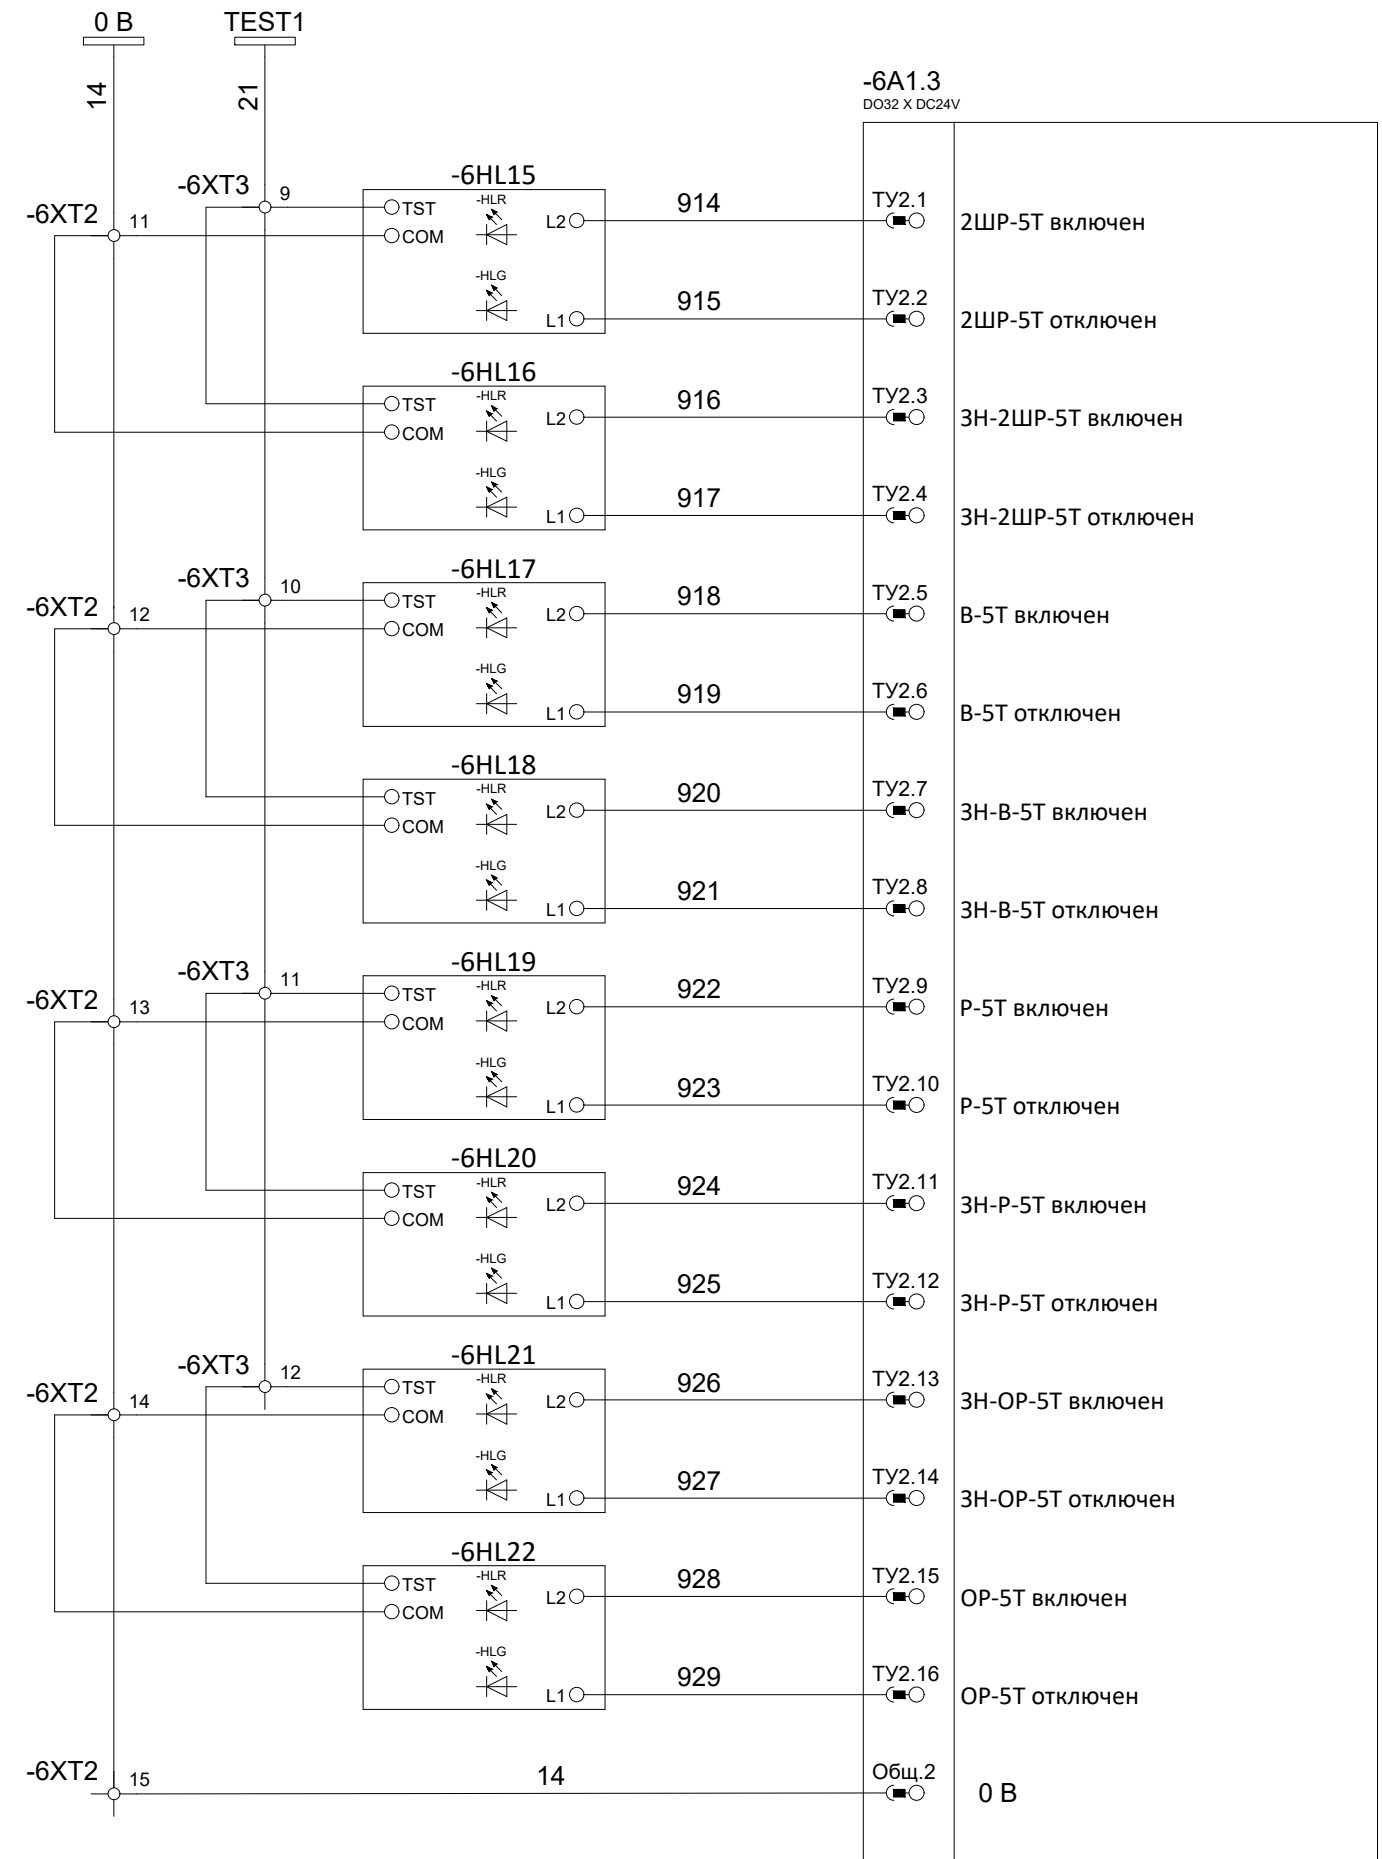 0 В
TEST1
14
21
-6A1.3
DO32 X DC24V
-6HL15
-6XT3
9
-6XT2
11
TST
COM
-HLR
L2
914
ТУ2.1
2ШР-5Т включен
-HLG
L1
915
ТУ2.2
2ШР-5Т отключен
-6HL16
TST
COM
-HLR
L2
916
ТУ2.3
ЗН-2ШР-5Т включен
-HLG
L1
917
ТУ2.4
ЗН-2ШР-5Т отключен
-6HL17
-6XT3
10
-6XT2
12
TST
COM
-HLR
L2
918
ТУ2.5
В-5Т включен
-HLG
L1
919
ТУ2.6
В-5Т отключен
-6HL18
TST
COM
-HLR
L2
920
ТУ2.7
ЗН-В-5Т включен
-HLG
L1
921
ТУ2.8
ЗН-В-5Т отключен
-6HL19
-6XT3
11
-6XT2
13
TST
COM
-HLR
L2
922
ТУ2.9
Р-5Т включен
-HLG
L1
923
ТУ2.10
Р-5Т отключен
-6HL20
TST
COM
-HLR
L2
924
ТУ2.11
ЗН-Р-5Т включен
-HLG
L1
925
ТУ2.12
ЗН-Р-5Т отключен
-6HL21
-6XT3
12
-6XT2
14
TST
COM
-HLR
L2
926
ТУ2.13
ЗН-ОР-5Т включен
-HLG
L1
927
ТУ2.14
ЗН-ОР-5Т отключен
-6HL22
TST
COM
-HLR
L2
928
ТУ2.15
ОР-5Т включен
-HLG
L1
929
ТУ2.16
ОР-5Т отключен
-6XT2
15
14
Общ.2
0 В